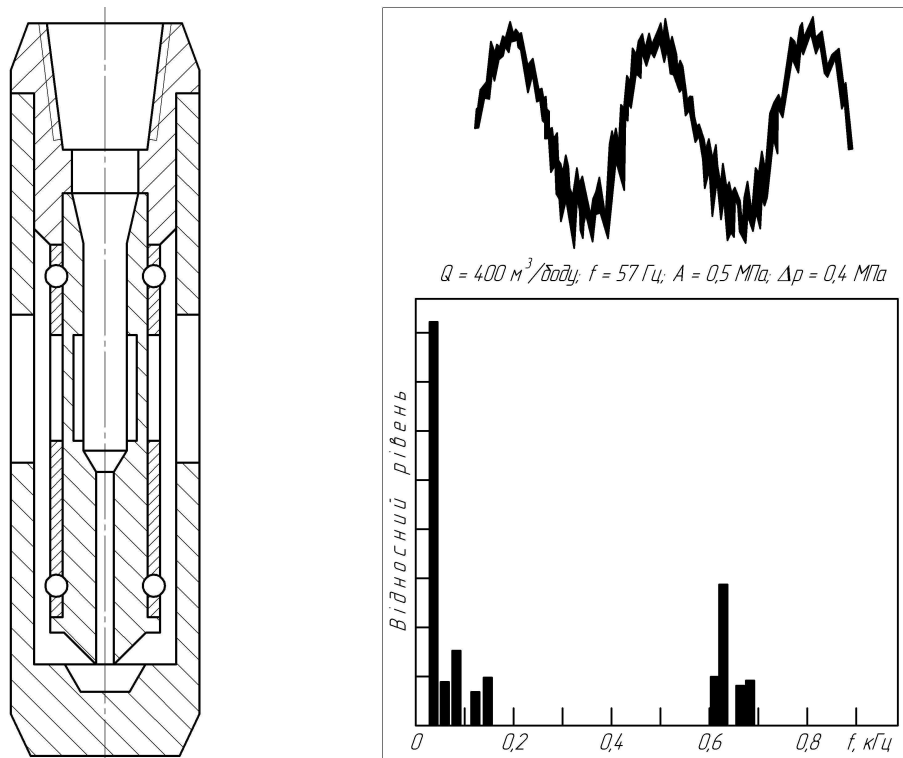 Q = 400 м³/боду; f = 57 Гц; A = 0,5 МПа; Δp = 0,4 МПа
Відносний рівень
0 0,2 0,4 0,6 0,8 f, кГц